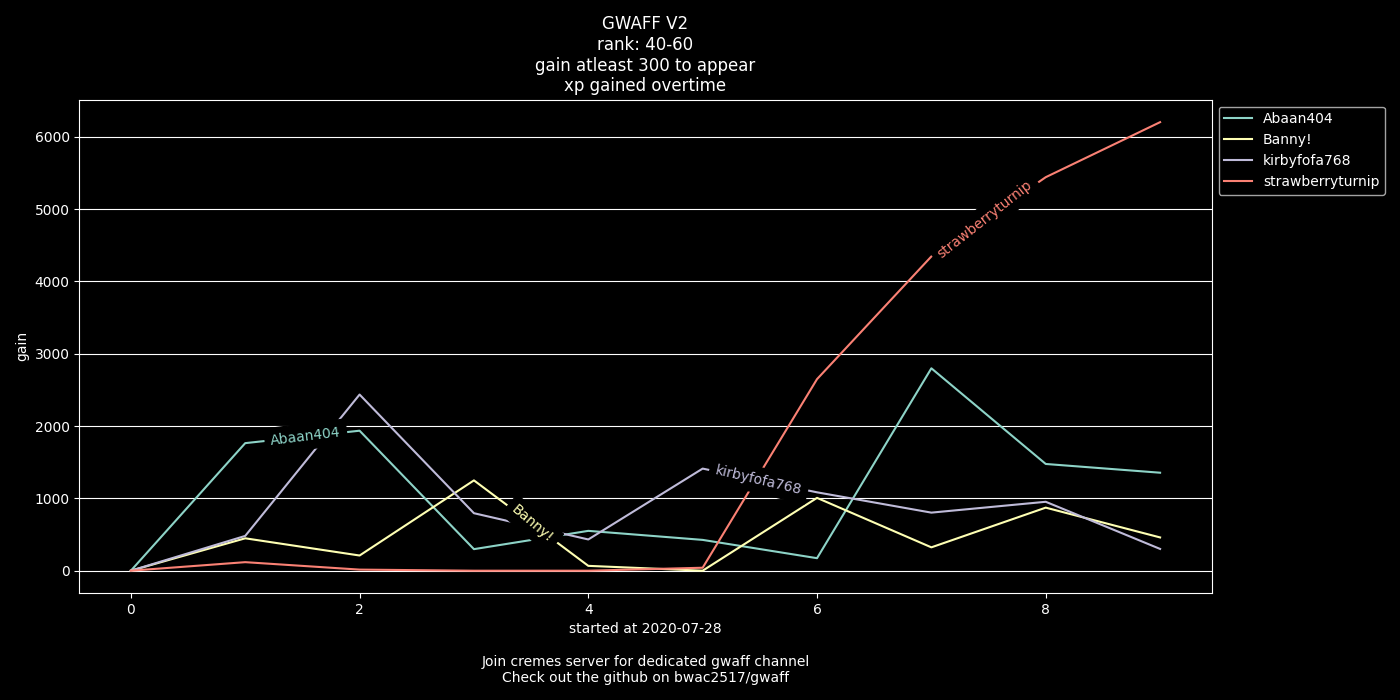 GWAFF V2
rank: 40-60
gain atleast 300 to appear
xp gained overtime
Abaan404
Banny!
kirbyfofa768
strawberryturnip
6000
5000
4000
3000
2000
1000
0
gain
strawberryturnip
Abaan404
kirbyfofa768
Banny!
0 2 4 6 8
started at 2020-07-28
Join cremes server for dedicated gwaff channel
Check out the github on bwac2517/gwaff